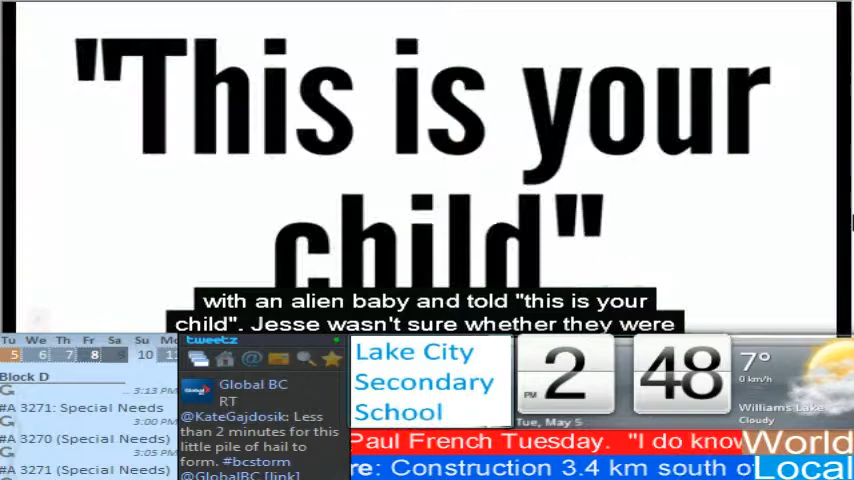 "This is your
child"
with an alien baby and told "this is your
child". Jesse wasn't sure whether they were
Tu We Th Fr Sa Su Mo
5 6 7 8 9 10 11
Block D
3:13 PM
#A 3271: Special Needs
3:00 PM
#A 3270 (Special Needs)
3:05 PM
#A 3271 (Special Needs)
tweetz
Global BC
RT
@KateGajdosik: Less
than 2 minutes for this
little pile of hail to
form. #bcstorm
@GlobalBC [link]
Lake City
Secondary
School
PM 2 48
Tue, May 5
7°
0 km/h
Williams Lake
Cloudy
Paul French Tuesday. "I do know
World
re: Construction 3.4 km south of
Local